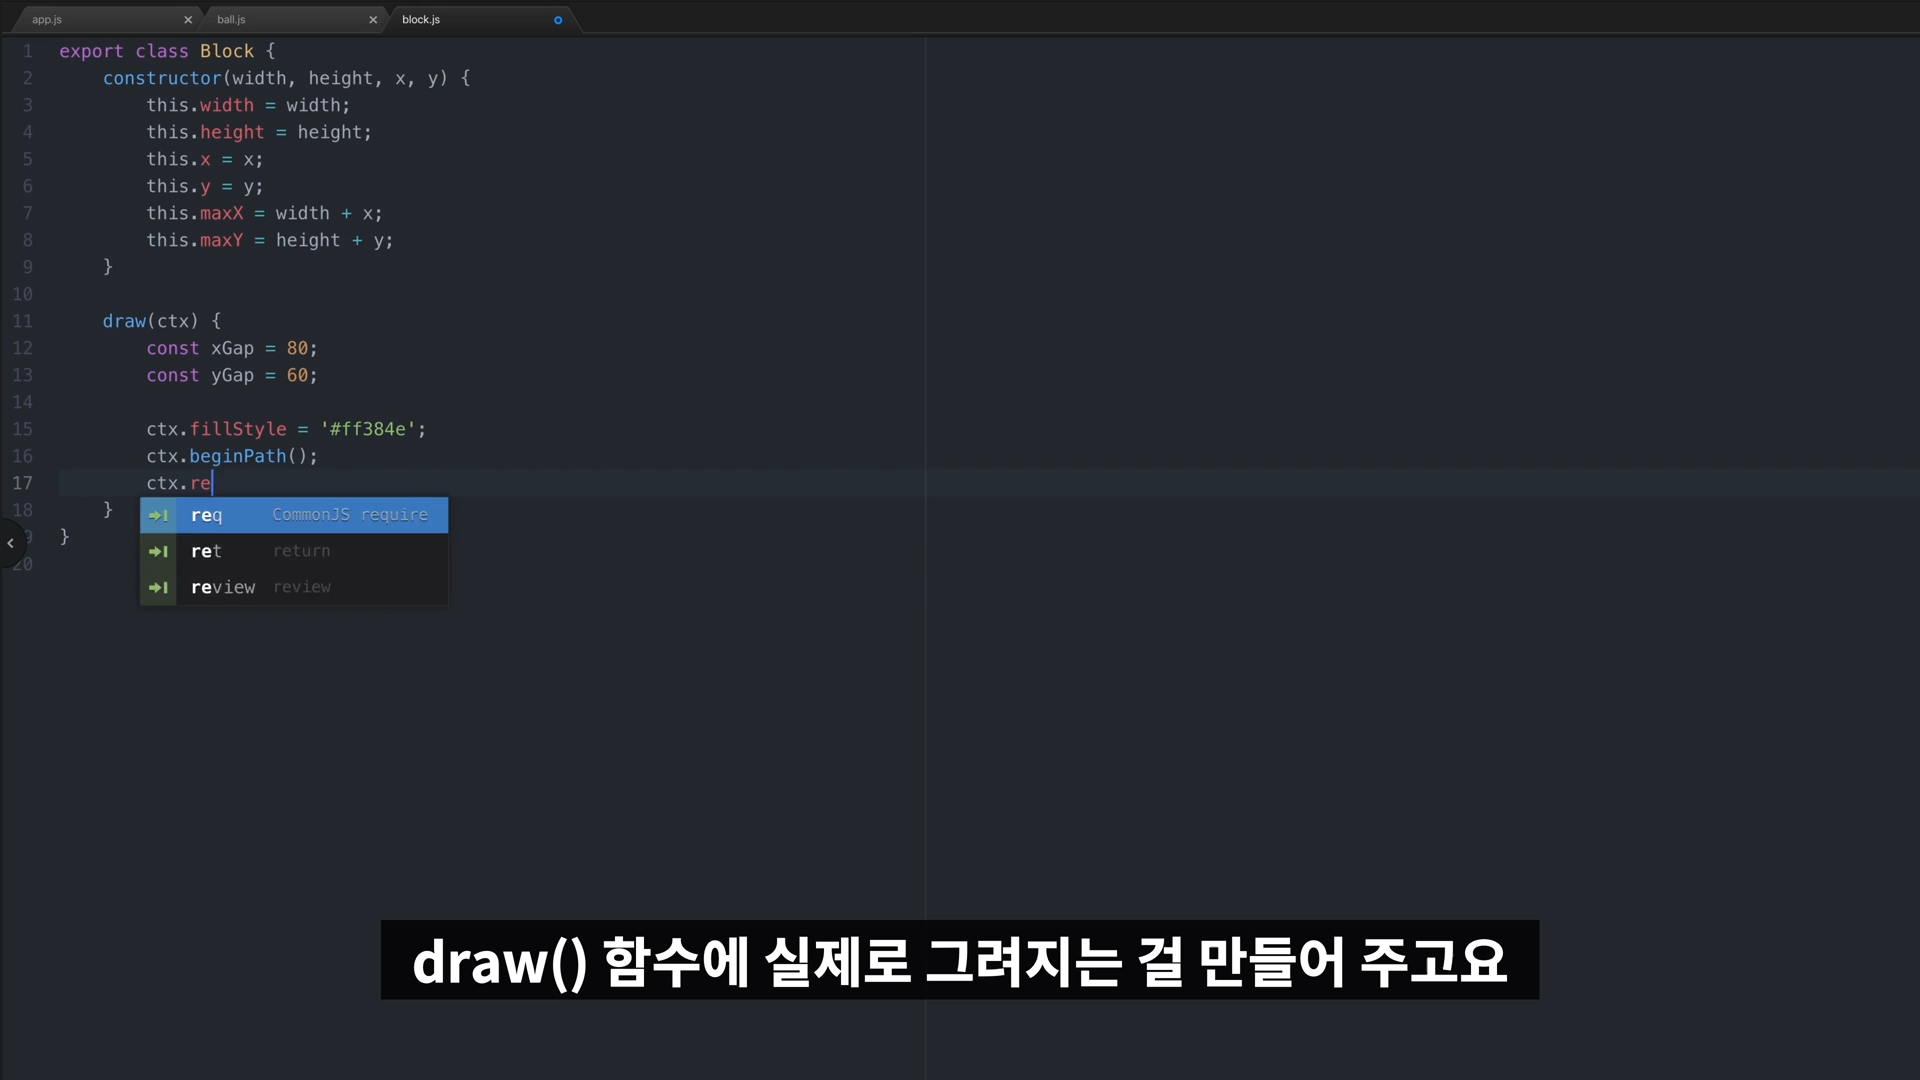 app.js ball.js block.js
1 export class Block {
2 constructor(width, height, x, y) {
3 this.width = width;
4 this.height = height;
5 this.x = x;
6 this.y = y;
7 this.maxX = width + x;
8 this.maxY = height + y;
9 }
10
11 draw(ctx) {
12 const xGap = 80;
13 const yGap = 60;
14
15 ctx.fillStyle = '#ff384e';
16 ctx.beginPath();
17 ctx.re
18 }
req CommonJS require
9 }
ret return
20
review review
draw() 함수에 실제로 그려지는 걸 만들어 주고요